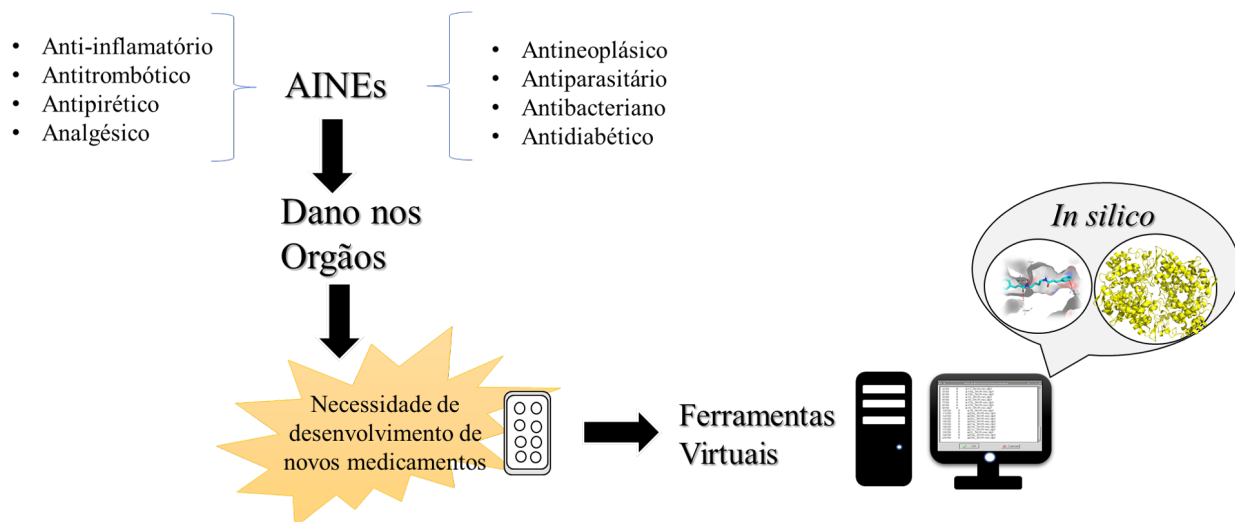 • Anti-inflamatório
• Antitrombótico
• Antipirético
• Analgésico
AINEs
• Antineoplásico
• Antiparasitário
• Antibacteriano
• Antidiabético
Dano nos
Orgãos
Necessidade de
desenvolvimento de
novos medicamentos
Ferramentas
Virtuais
In silico